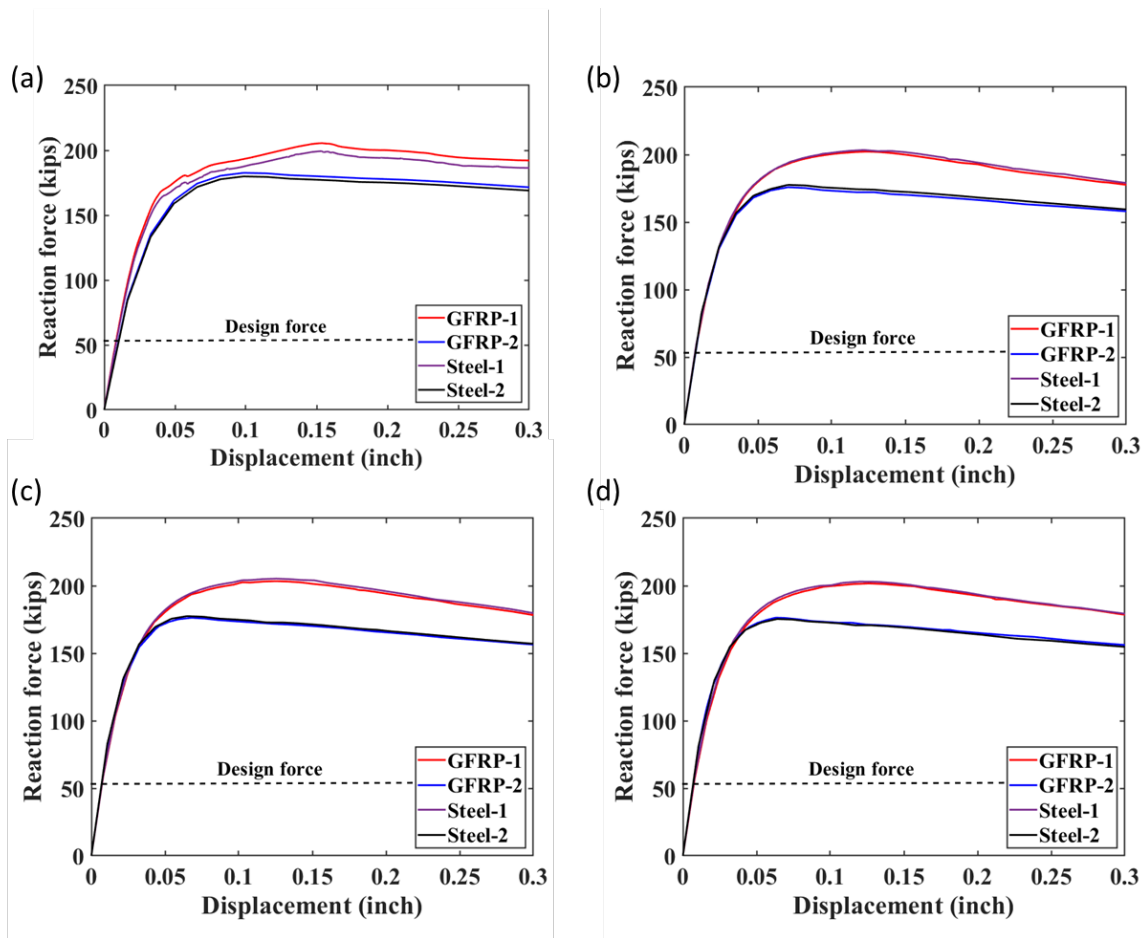 (a)
250
200
150
100
50
0
Reaction force (kips)
Design force
GFRP-1
GFRP-2
Steel-1
Steel-2
0 0.05 0.1 0.15 0.2 0.25 0.3
Displacement (inch)
(b)
250
200
150
100
50
0
Reaction force (kips)
Design force
GFRP-1
GFRP-2
Steel-1
Steel-2
0 0.05 0.1 0.15 0.2 0.25 0.3
Displacement (inch)
(c)
250
200
150
100
50
0
Reaction force (kips)
Design force
GFRP-1
GFRP-2
Steel-1
Steel-2
0 0.05 0.1 0.15 0.2 0.25 0.3
Displacement (inch)
(d)
250
200
150
100
50
0
Reaction force (kips)
Design force
GFRP-1
GFRP-2
Steel-1
Steel-2
0 0.05 0.1 0.15 0.2 0.25 0.3
Displacement (inch)